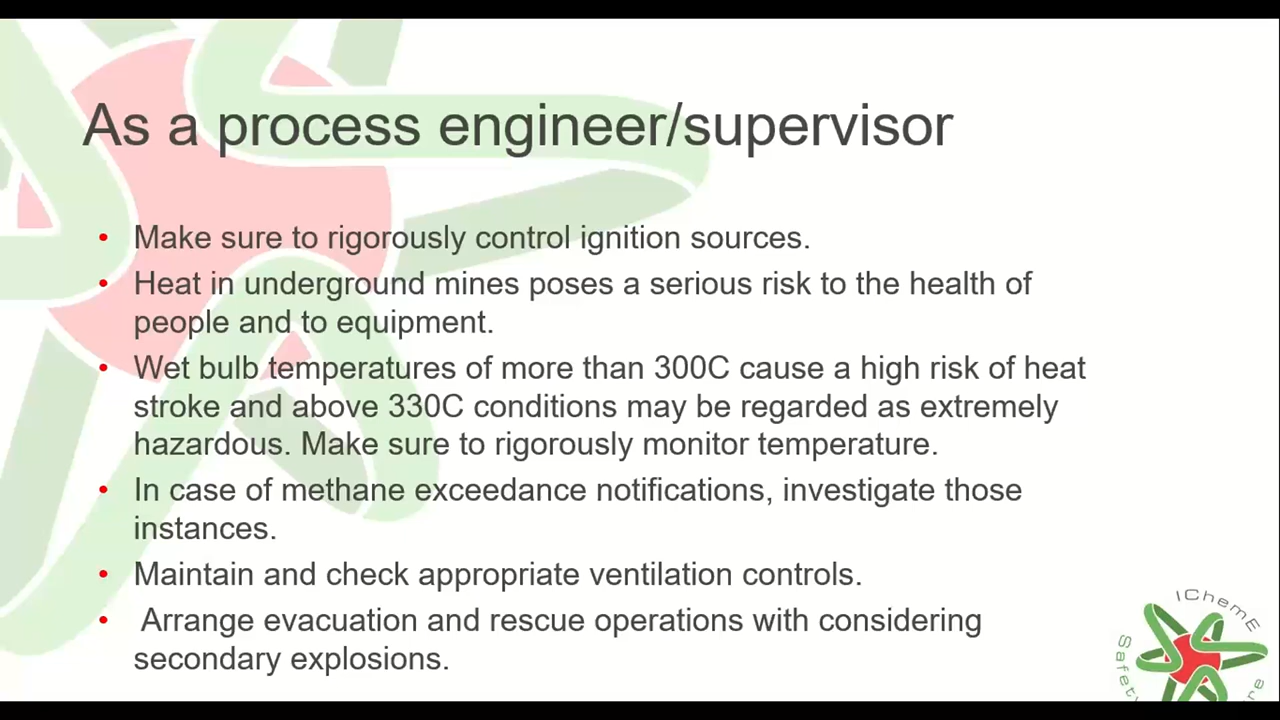 As a process engineer/supervisor
• Make sure to rigorously control ignition sources.
• Heat in underground mines poses a serious risk to the health of
people and to equipment.
• Wet bulb temperatures of more than 300C cause a high risk of heat
stroke and above 330C conditions may be regarded as extremely
hazardous. Make sure to rigorously monitor temperature.
• In case of methane exceedance notifications, investigate those
instances.
• Maintain and check appropriate ventilation controls.
• Arrange evacuation and rescue operations with considering
secondary explosions.
IChemE
Safety